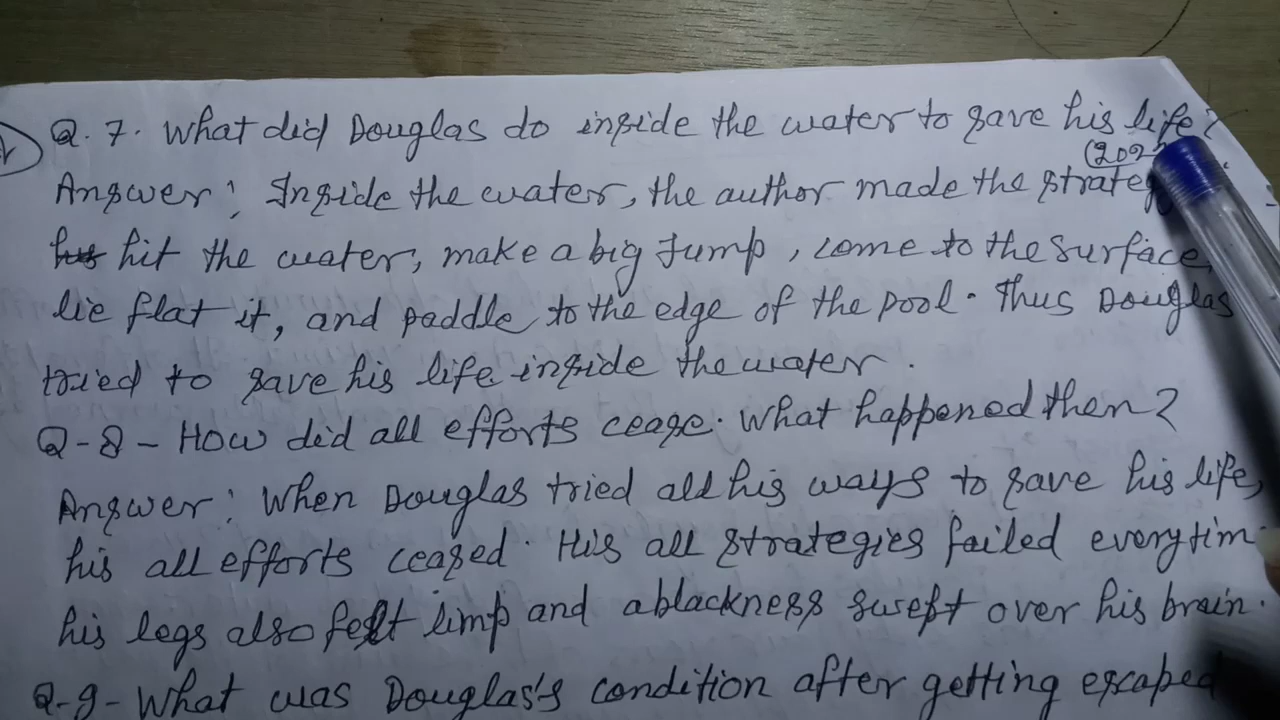 Q. 7. What did Douglas do inside the water to save his life?
Answer: Inside the water, the author made the
hit the water, make a big Jump, come to the surface,
lie flat it, and paddle to the edge of the pool. Thus Douglas
tried to save his life inside the water.
Q-8- How did all efforts cease. What happened then?
Answer: When Douglas tried all his ways to save his life,
his all efforts ceased. His all strategies failed everytim
his legs also felt limp and a blackness swept over his brain.
Q-9- What was Douglas's condition after getting escaped